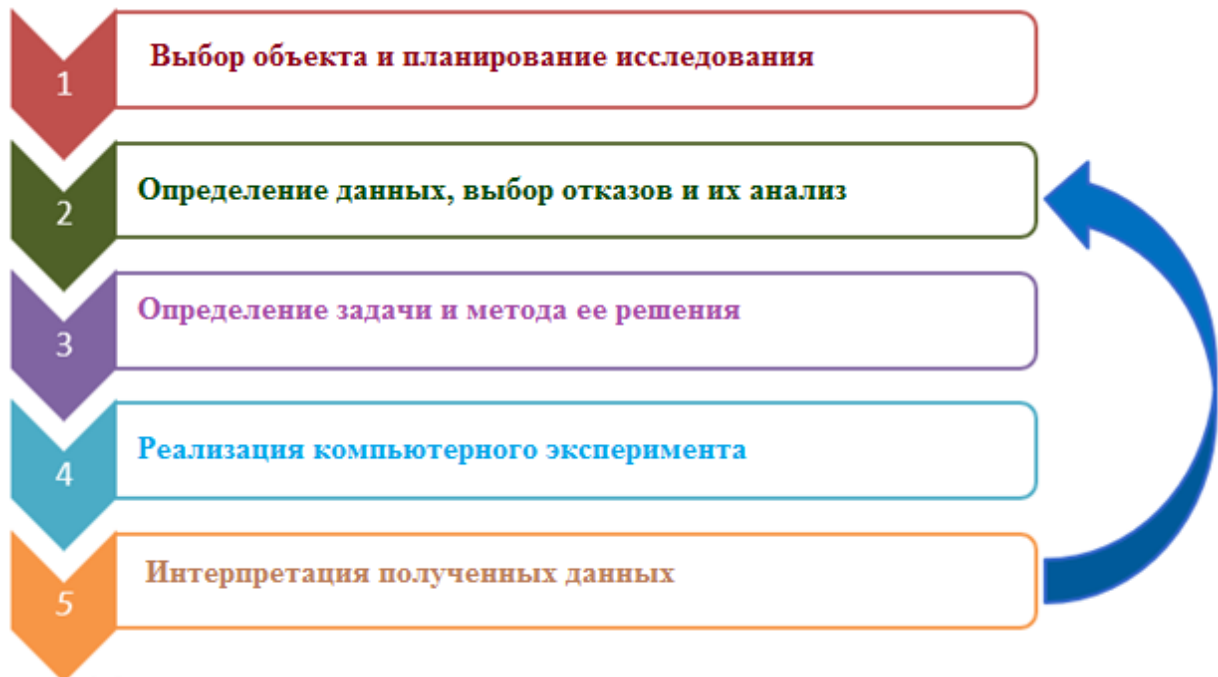 1
Выбор объекта и планирование исследования
2
Определение данных, выбор отказов и их анализ
3
Определение задачи и метода ее решения
4
Реализация компьютерного эксперимента
5
Интерпретация полученных данных